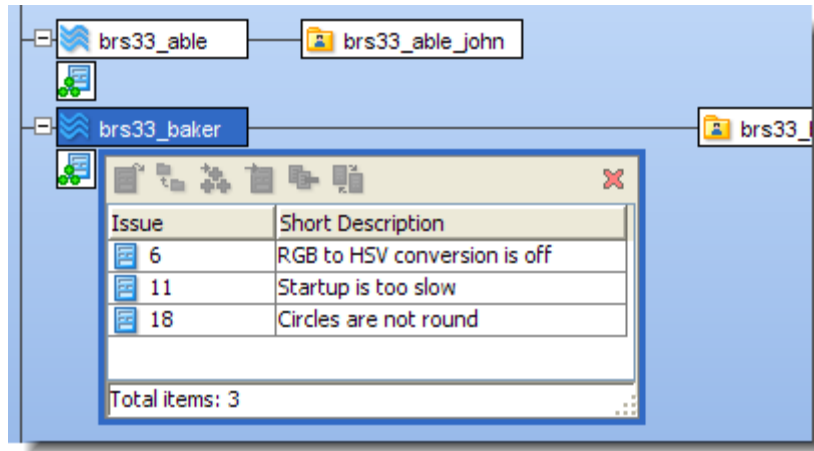 brs33_able brs33_able_john
brs33_baker brs33_
Issue Short Description
6 RGB to HSV conversion is off
11 Startup is too slow
18 Circles are not round
Total items: 3